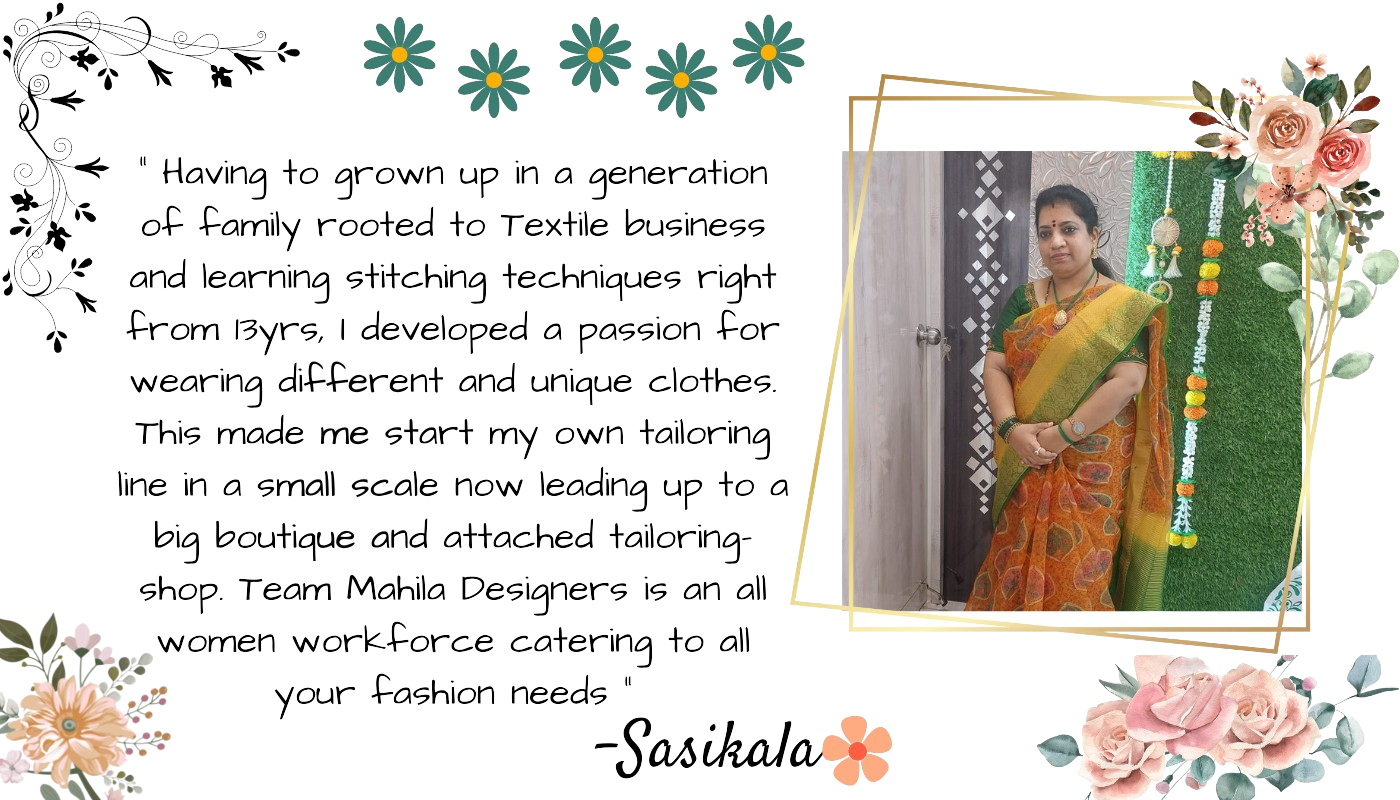 " Having to grown up in a generation
of family rooted to Textile business
and learning stitching techniques right
from 13yrs, I developed a passion for
wearing different and unique clothes.
This made me start my own tailoring
line in a small scale now leading up to a
big boutique and attached tailoring-
shop. Team Mahila Designers is an all
women workforce catering to all
your fashion needs "
-Sasikala